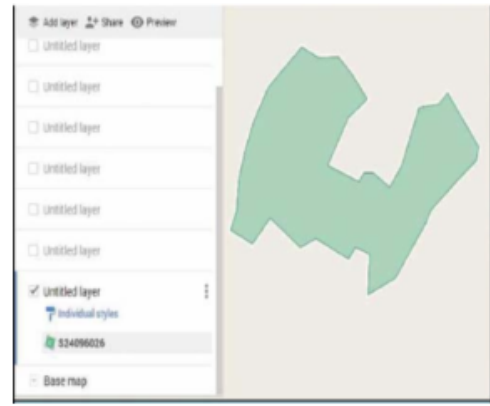 Add layer Share Preview
Untitled layer
Untitled layer
Untitled layer
Untitled layer
Untitled layer
Untitled layer
Untitled layer
Individual styles
S24096026
Base map